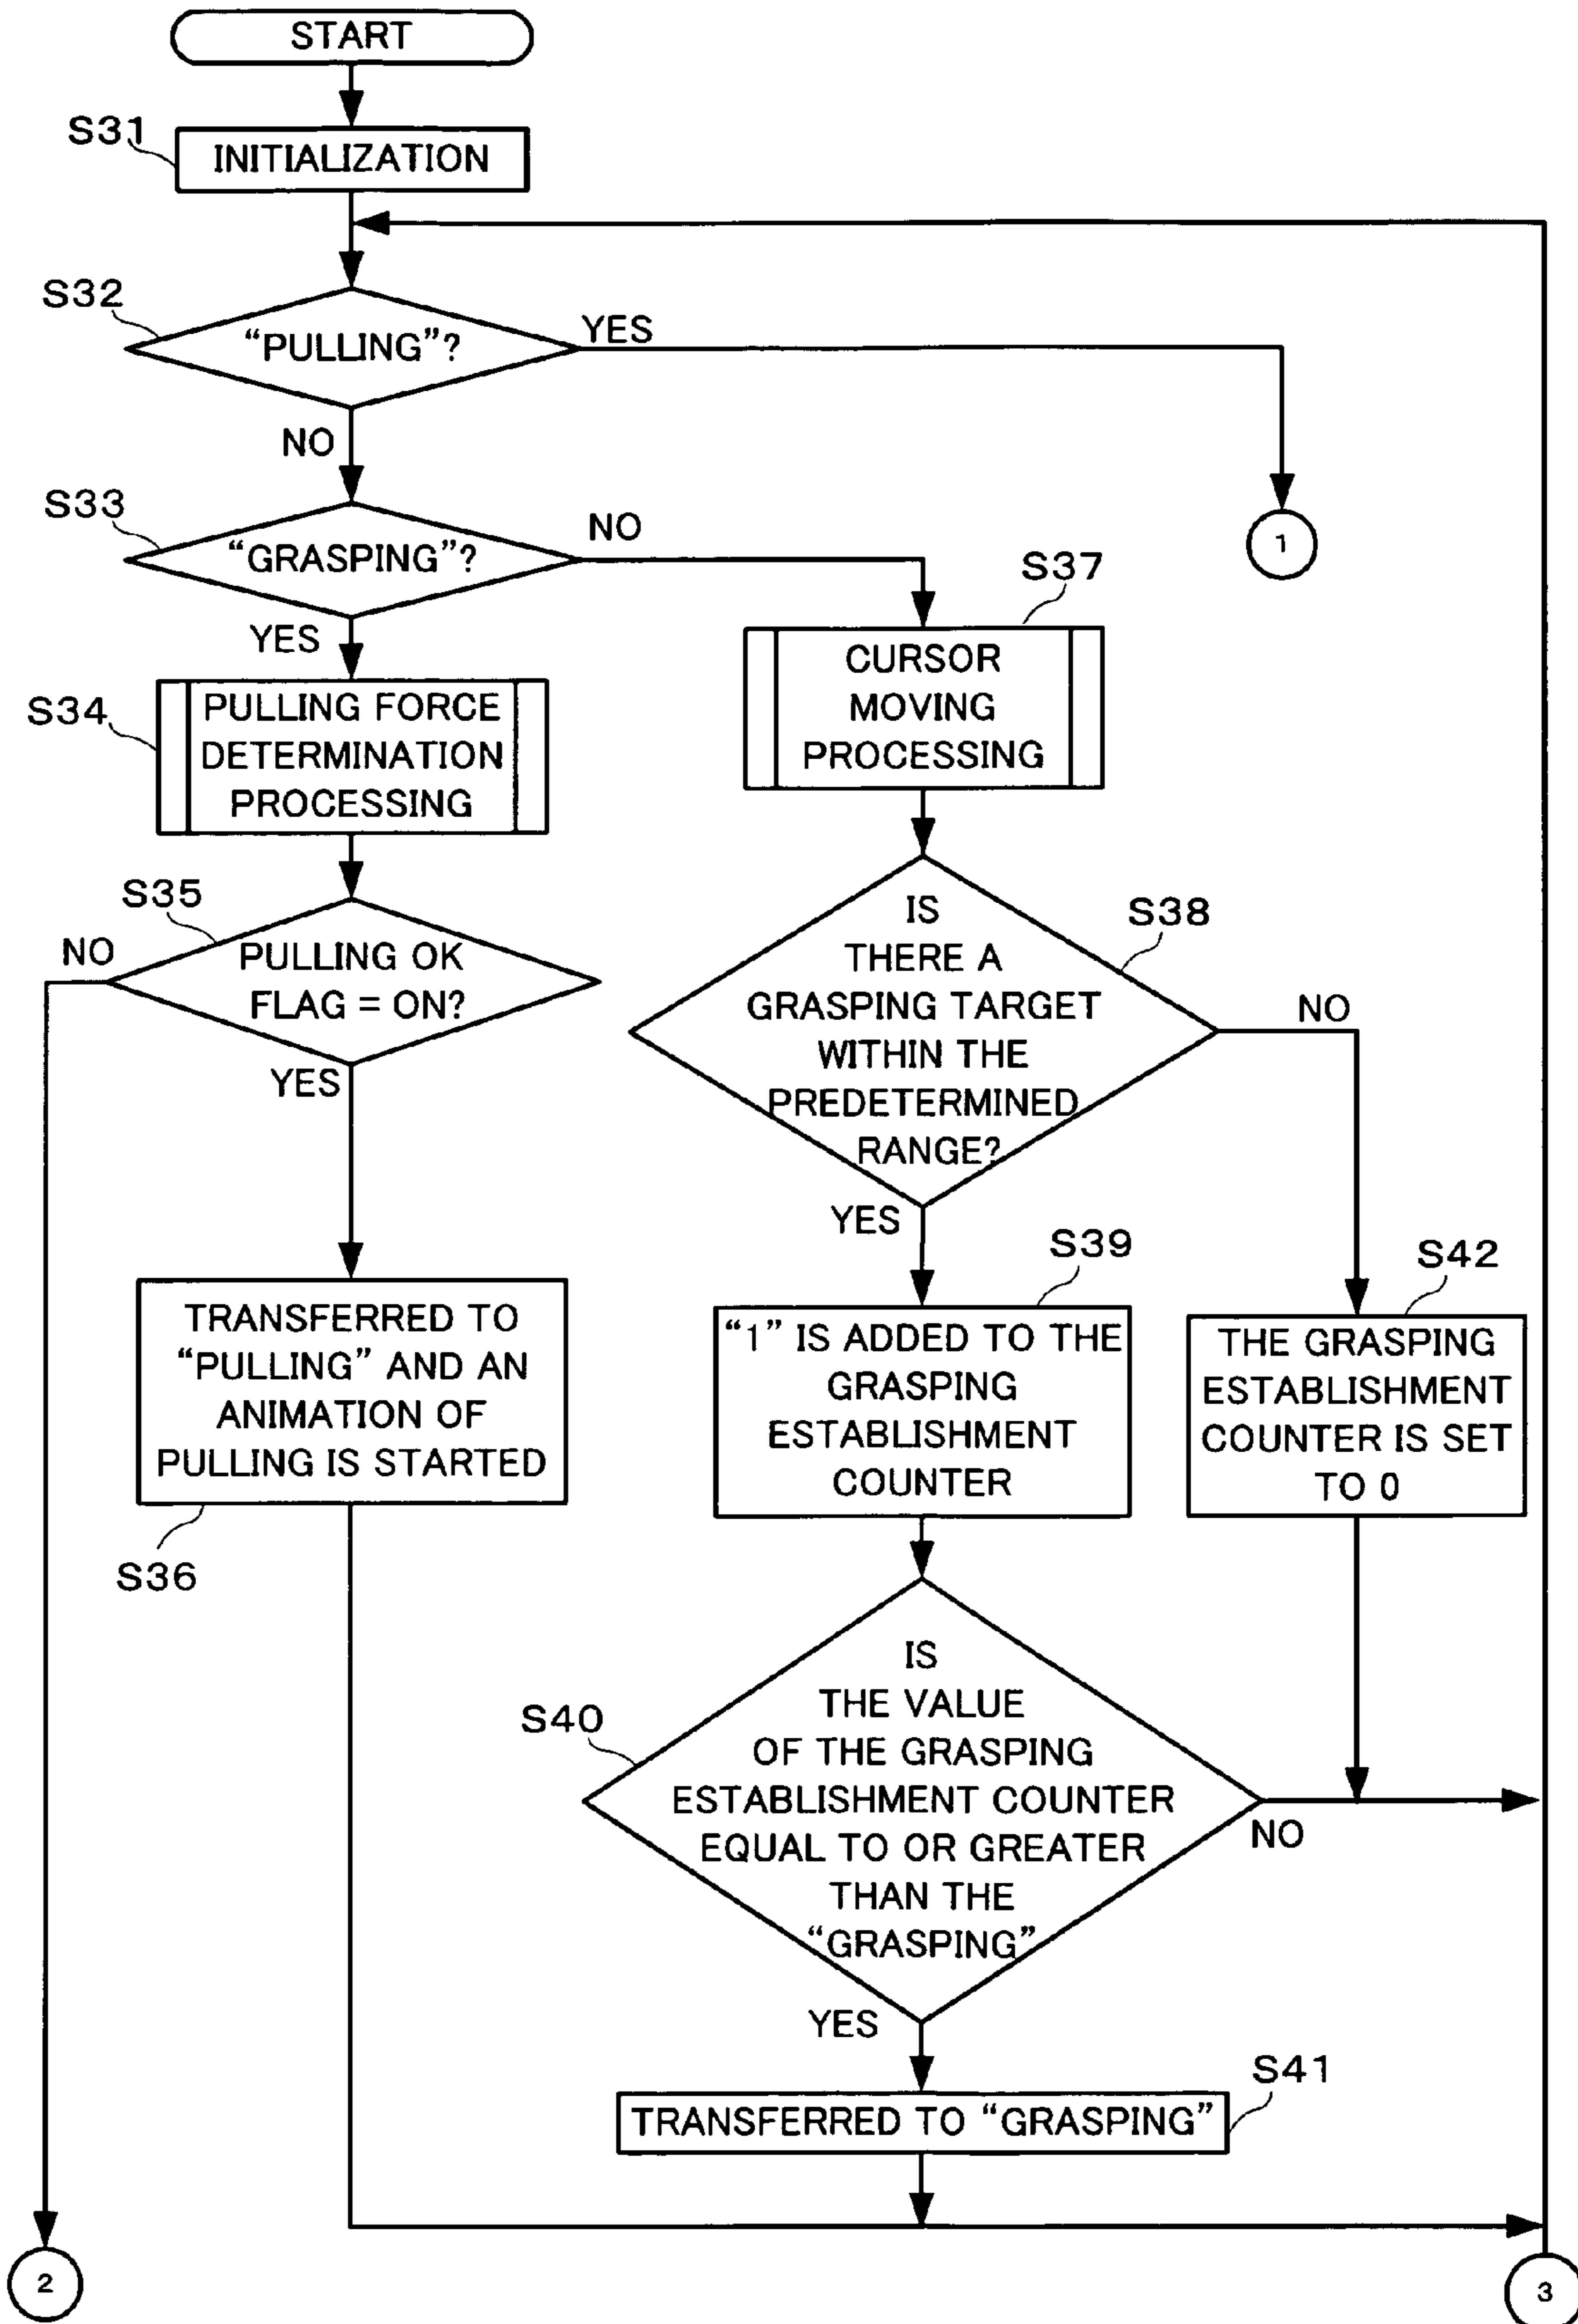 START
S31
INITIALIZATION
S32
“PULLING”?
YES
NO
1
S33
“GRASPING”?
NO
YES
S34
PULLING FORCE
DETERMINATION
PROCESSING
S35
NO
PULLING OK
FLAG = ON?
YES
TRANSFERRED TO
“PULLING” AND AN
ANIMATION OF
PULLING IS STARTED
S36
2
S37
CURSOR
MOVING
PROCESSING
S38
IS
THERE A
GRASPING TARGET
WITHIN THE
PREDETERMINED
RANGE?
NO
YES
S39
“1” IS ADDED TO THE
GRASPING
ESTABLISHMENT
COUNTER
S42
THE GRASPING
ESTABLISHMENT
COUNTER IS SET
TO 0
S40
IS
THE VALUE
OF THE GRASPING
ESTABLISHMENT COUNTER
EQUAL TO OR GREATER
THAN THE
“GRASPING”
NO
YES
S41
TRANSFERRED TO “GRASPING”
3